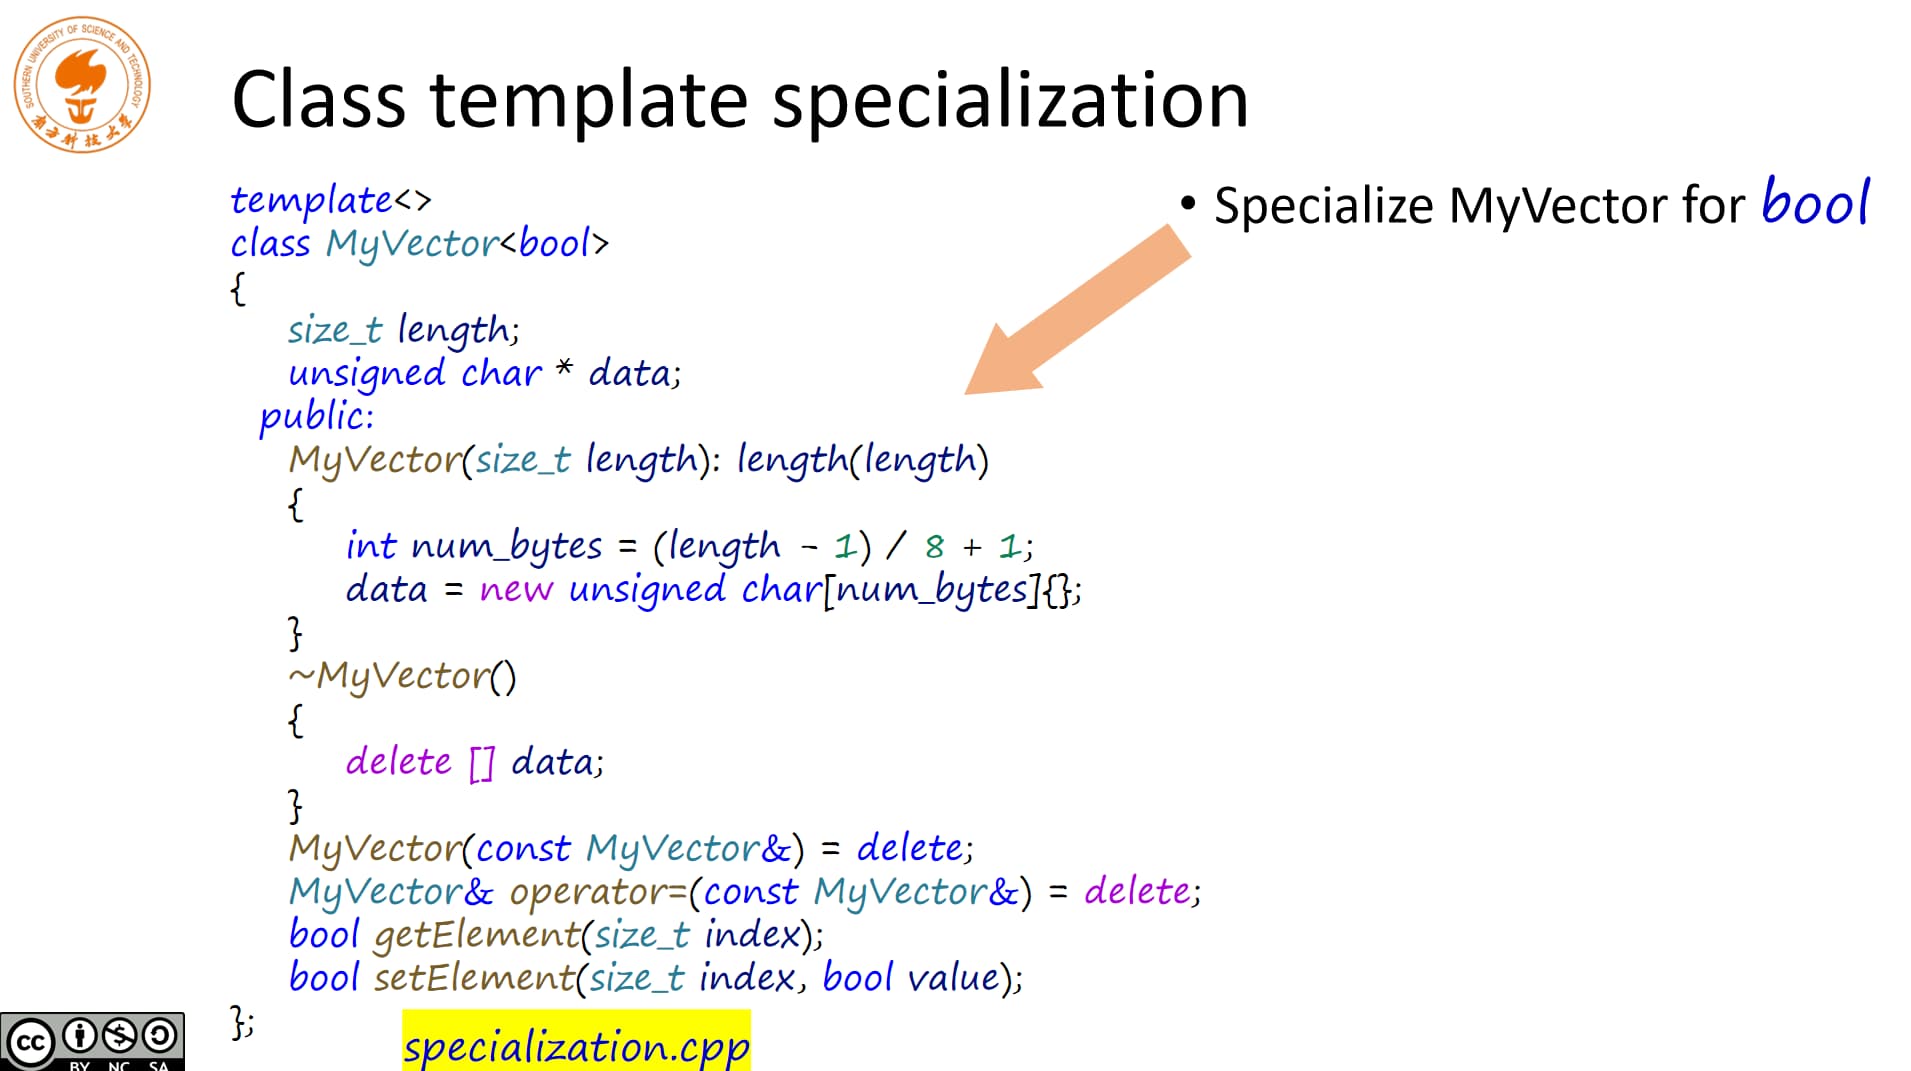 SOUTHERN UNIVERSITY OF SCIENCE AND TECHNOLOGY
南方科技大学
Class template specialization
template<>
class MyVector<bool>
{
size_t length;
unsigned char * data;
public:
MyVector(size_t length): length(length)
{
int num_bytes = (length - 1) / 8 + 1;
data = new unsigned char[num_bytes]{};
}
~MyVector()
{
delete [] data;
}
MyVector(const MyVector&) = delete;
MyVector& operator=(const MyVector&) = delete;
bool getElement(size_t index);
bool setElement(size_t index, bool value);
};
• Specialize MyVector for bool
specialization.cpp
cc
BY NC SA